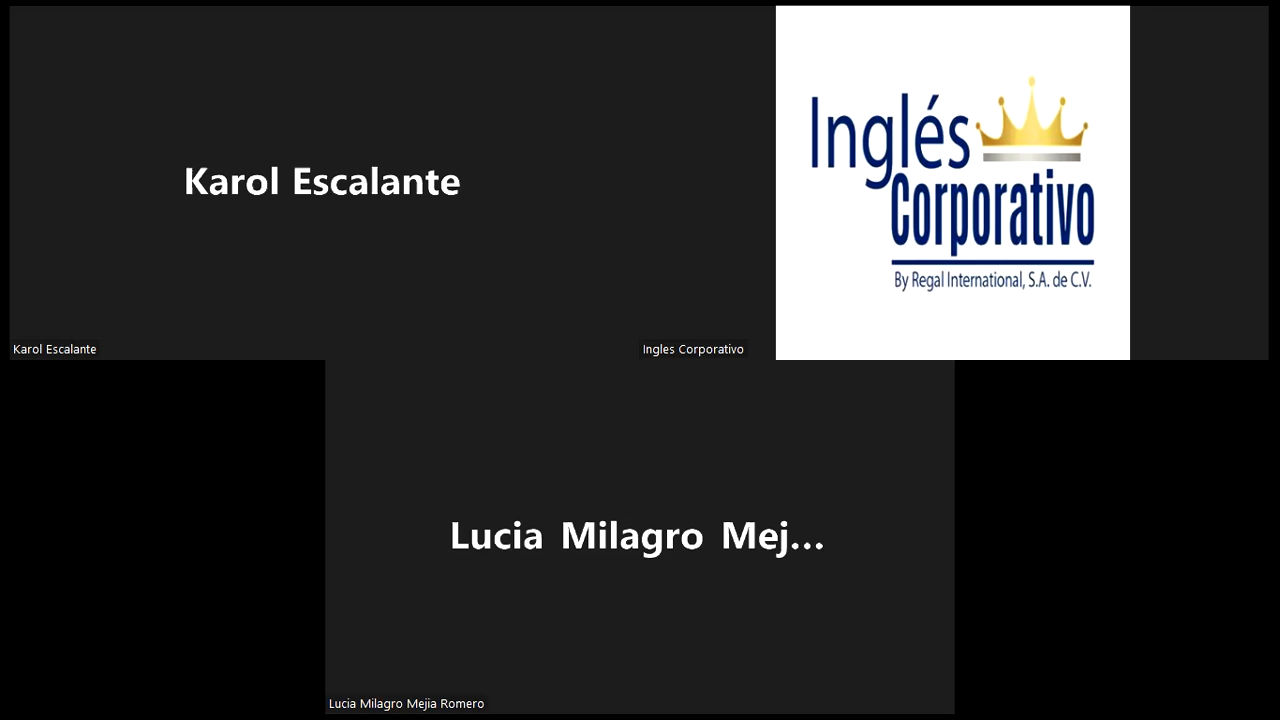 Karol Escalante
Karol Escalante
Inglés
Corporativo
By Regal International, S.A. de C.V.
Ingles Corporativo
Lucia Milagro Mej...
Lucia Milagro Mejia Romero